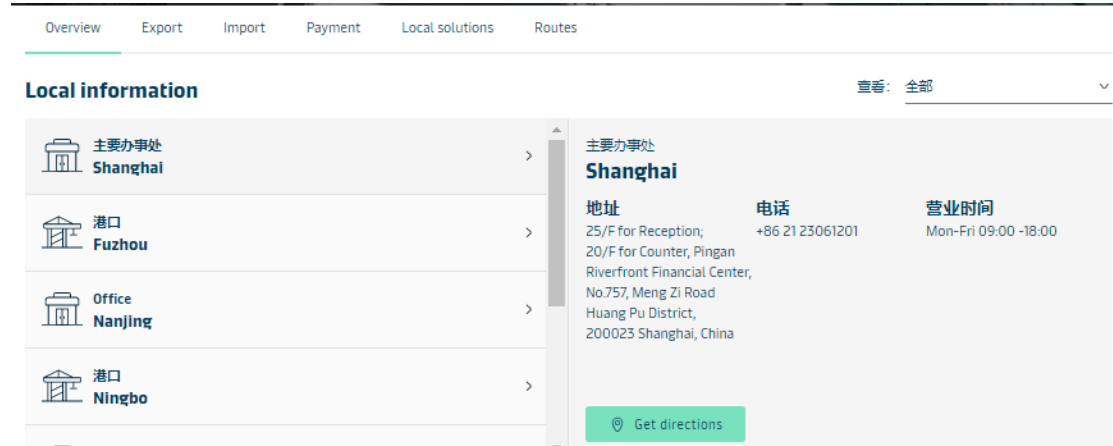 Overview
Export
Import
Payment
Local solutions
Routes
Local information
查看:
全部
主要办事处
Shanghai
港口
Fuzhou
Office
Nanjing
港口
Ningbo
主要办事处
Shanghai
地址
25/F for Reception;
20/F for Counter, Pingan
Riverfront Financial Center,
No.757, Meng Zi Road
Huang Pu District,
200023 Shanghai, China
电话
+86 21 23061201
营业时间
Mon-Fri 09:00 -18:00
Get directions